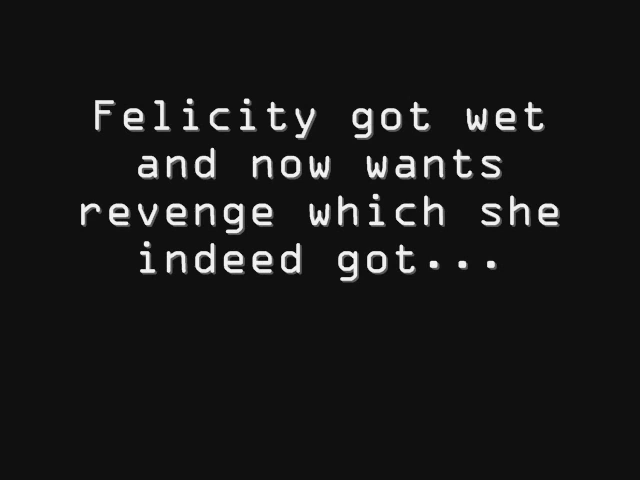 Felicity got wet
and now wants
revenge which she
indeed got...